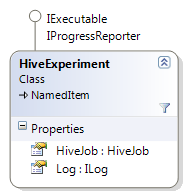 IExecutable
IProgressReporter
HiveExperiment
Class
NamedItem
Properties
HiveJob : HiveJob
Log : ILog